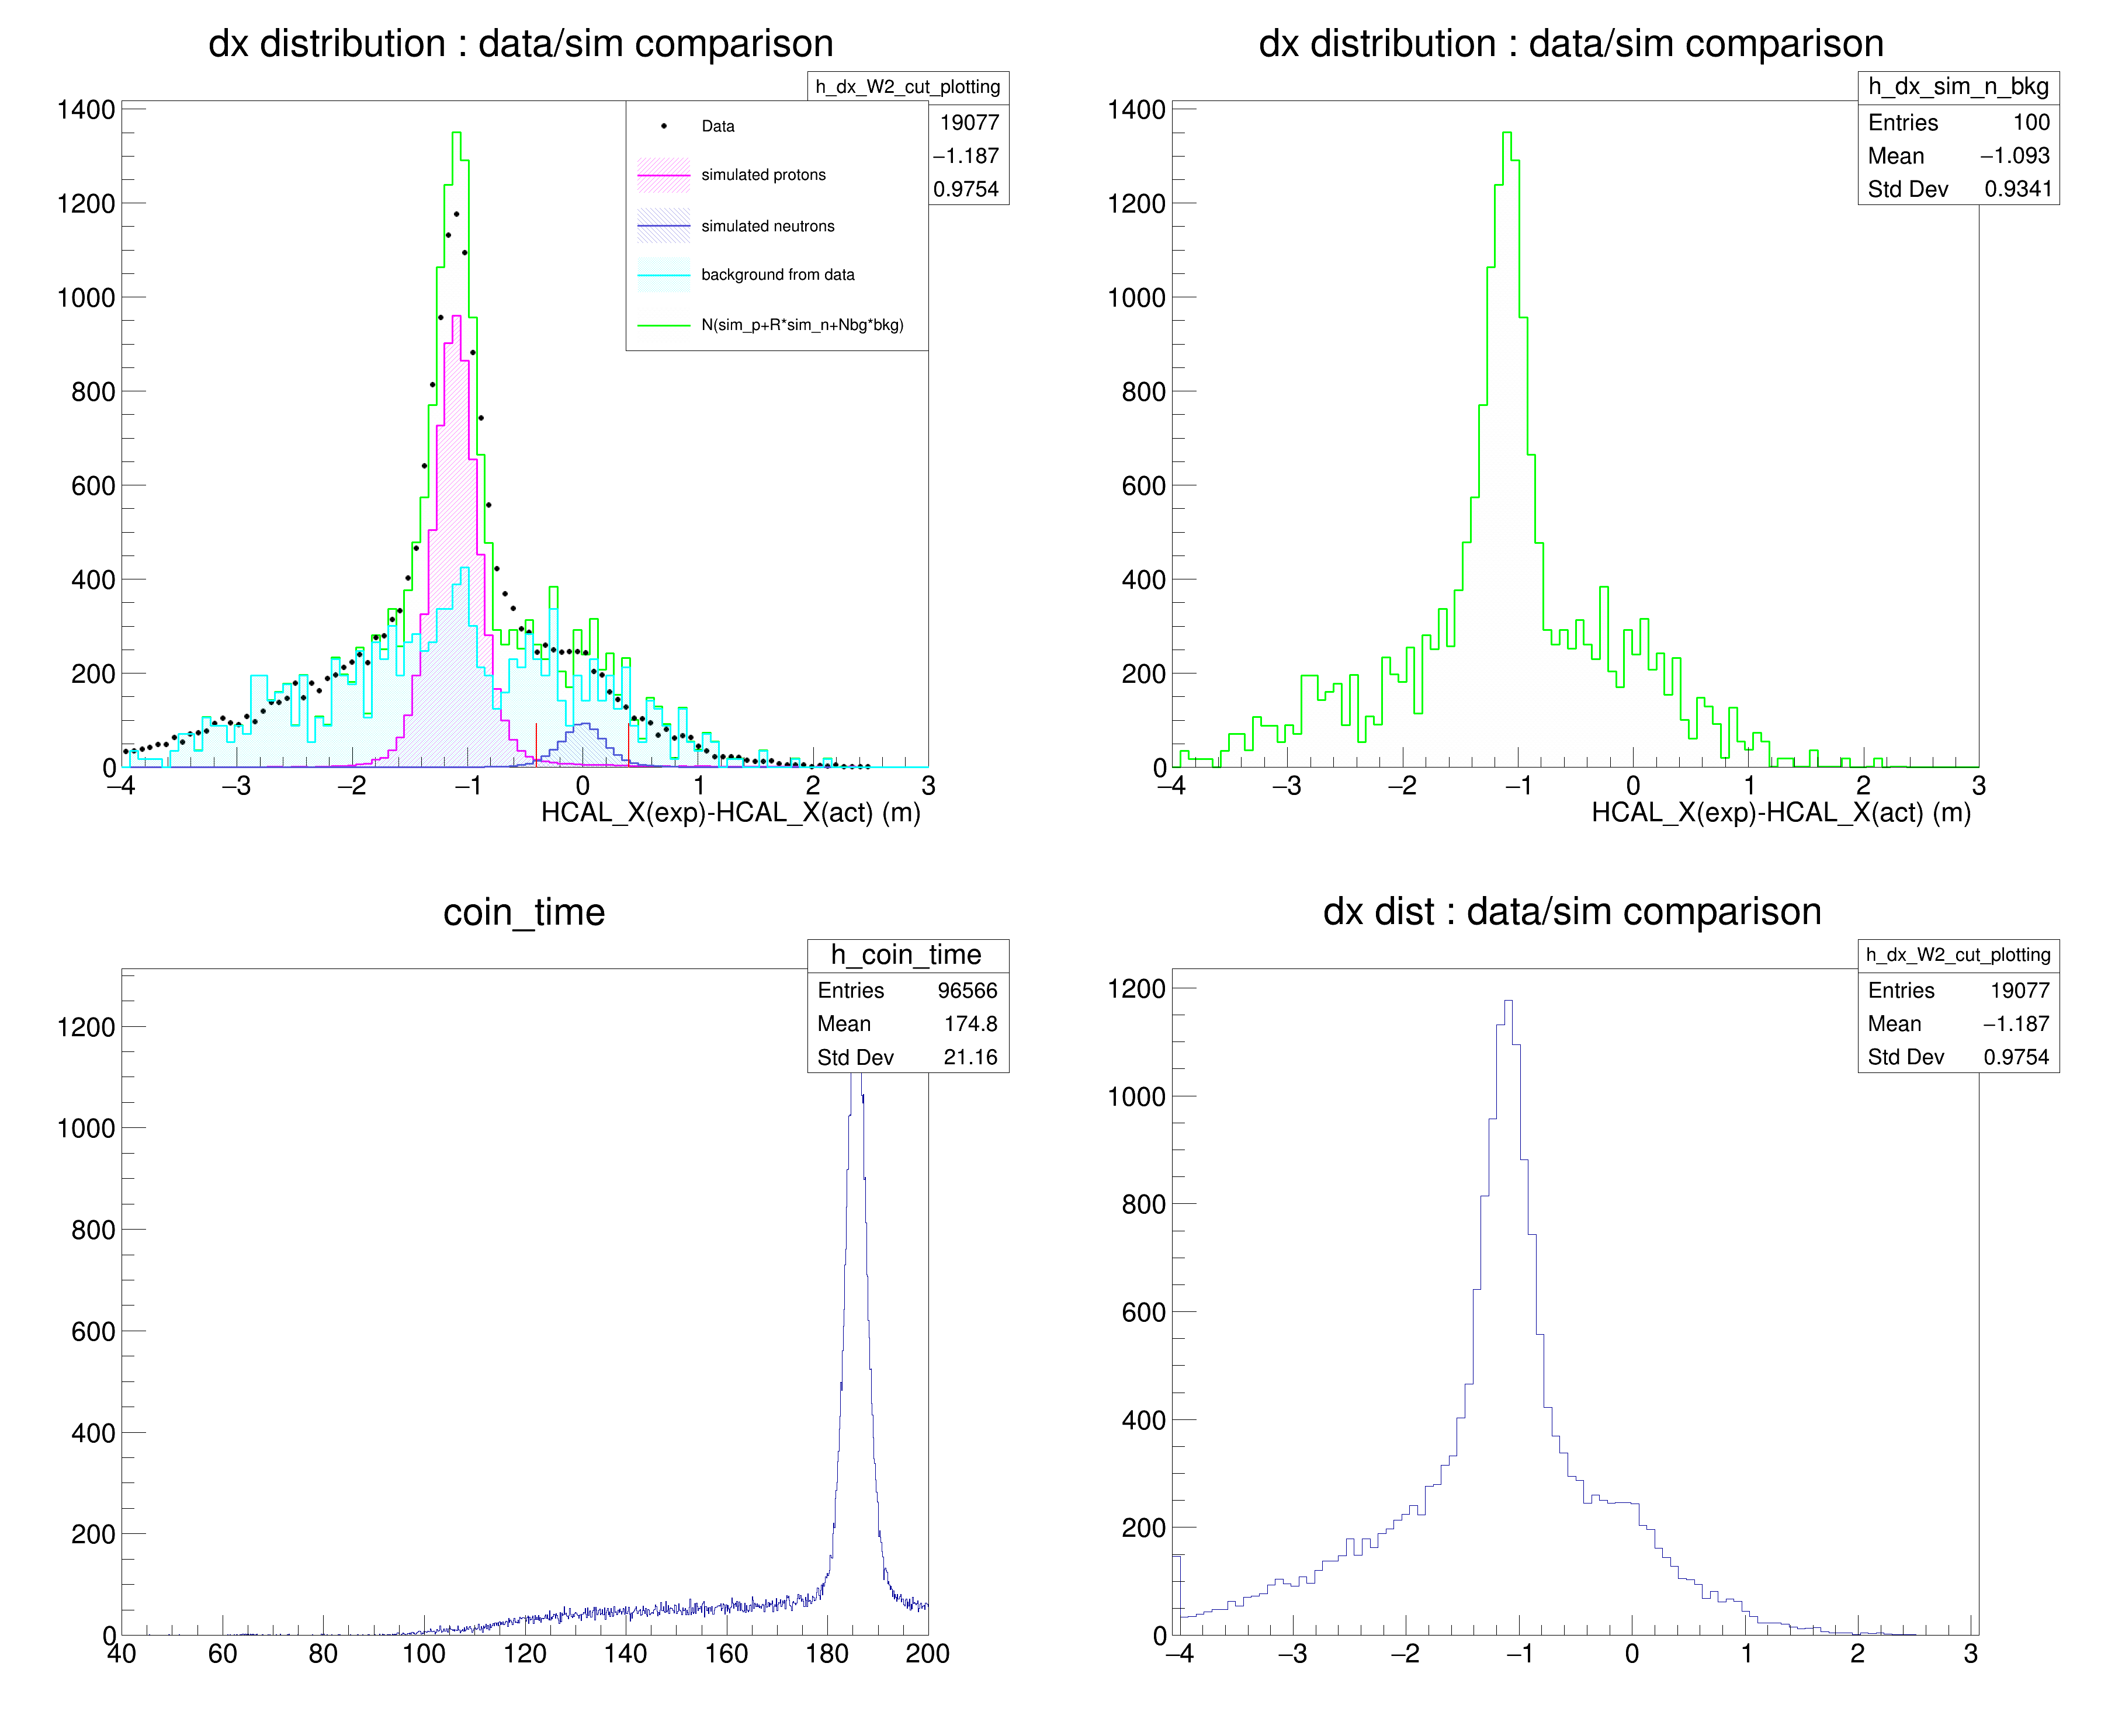 dx distribution : data/sim comparison
h_dx_W2_cut_plotting
19077
−1.187
0.9754
Data
simulated protons
simulated neutrons
background from data
N(sim_p+R*sim_n+Nbg*bkg)
1400
1200
1000
800
600
400
200
0
−4 −3 −2 −1 0 1 2 3
HCAL_X(exp)-HCAL_X(act) (m)
dx distribution : data/sim comparison
h_dx_sim_n_bkg
Entries 100
Mean −1.093
Std Dev 0.9341
1400
1200
1000
800
600
400
200
0
−4 −3 −2 −1 0 1 2 3
HCAL_X(exp)-HCAL_X(act) (m)
coin_time
h_coin_time
Entries 96566
Mean 174.8
Std Dev 21.16
1200
1000
800
600
400
200
0
40 60 80 100 120 140 160 180 200
dx dist : data/sim comparison
h_dx_W2_cut_plotting
Entries 19077
Mean −1.187
Std Dev 0.9754
1200
1000
800
600
400
200
0
−4 −3 −2 −1 0 1 2 3